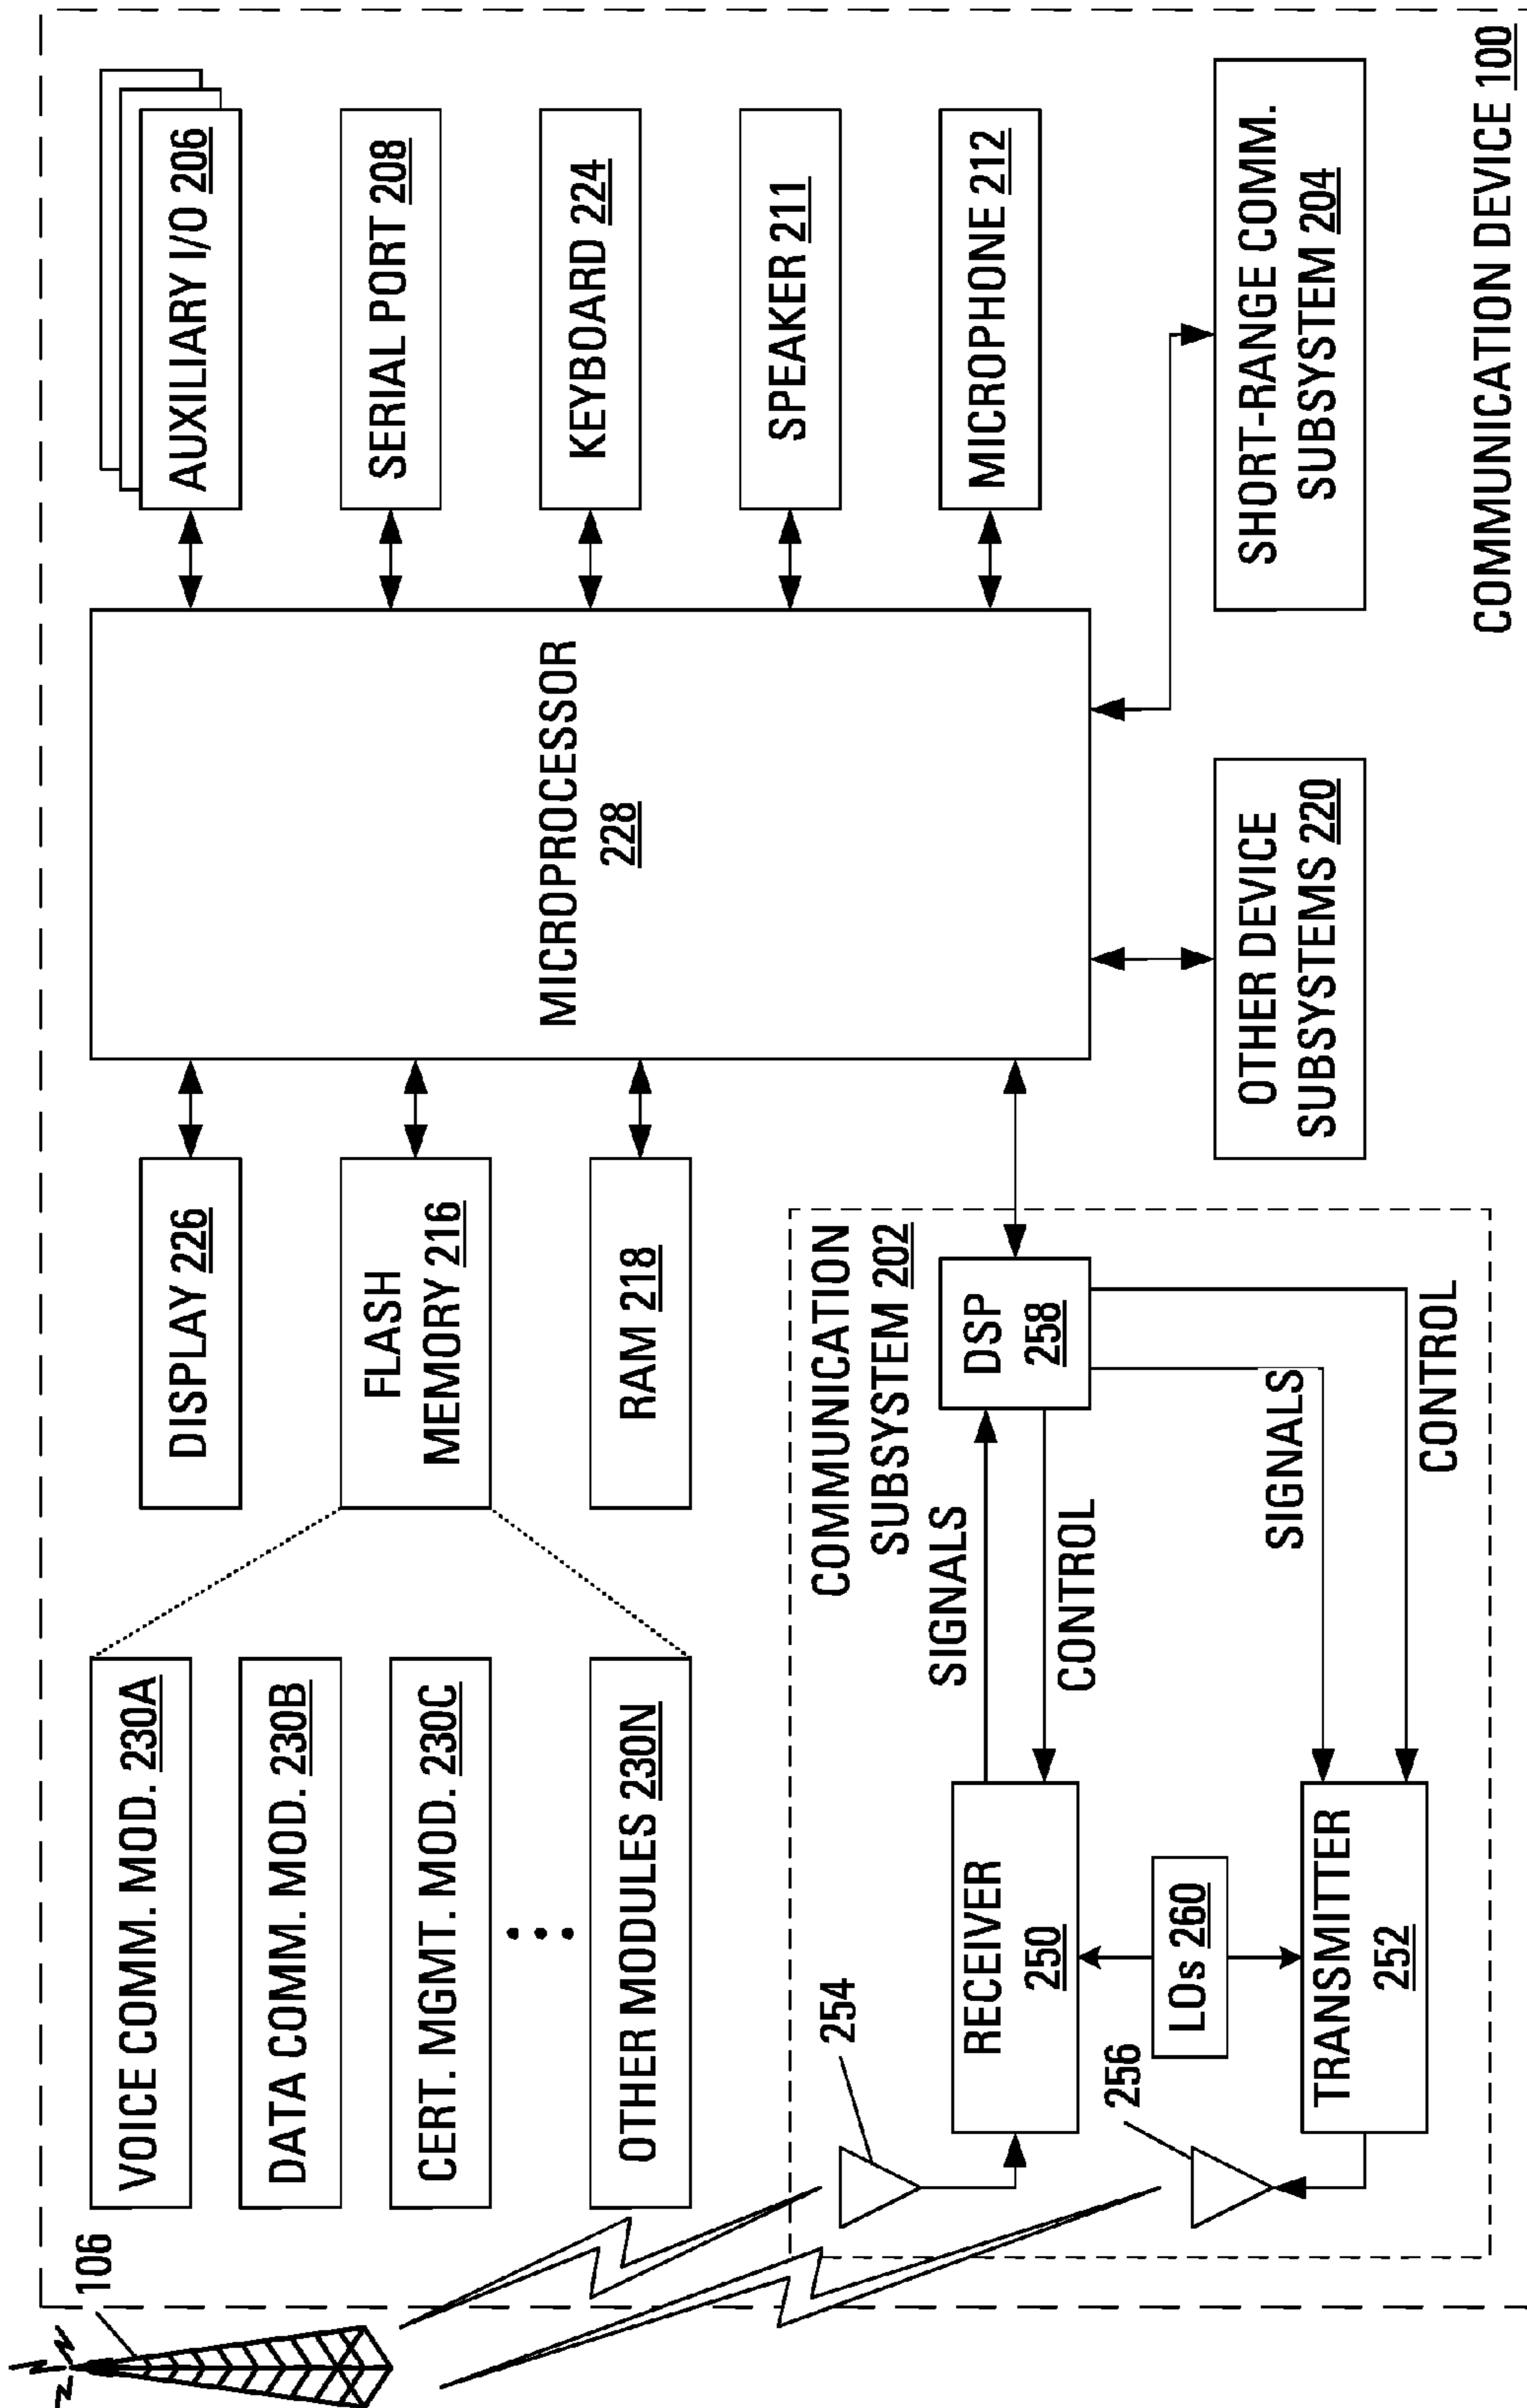 106
VOICE COMM. MOD. 230A
DATA COMM. MOD. 230B
CERT. MGMT. MOD. 230C
OTHER MODULES 230N
DISPLAY 226
FLASH
MEMORY 216
RAM 218
MICROPROCESSOR
228
AUXILIARY I/O 206
SERIAL PORT 208
KEYBOARD 224
SPEAKER 211
MICROPHONE 212
COMMUNICATION
SUBSYSTEM 202
254
RECEIVER
250
SIGNALS
CONTROL
DSP
258
256
LOs 260
TRANSMITTER
252
SIGNALS
CONTROL
OTHER DEVICE
SUBSYSTEMS 220
SHORT-RANGE COMM.
SUBSYSTEM 204
COMMUNICATION DEVICE 100